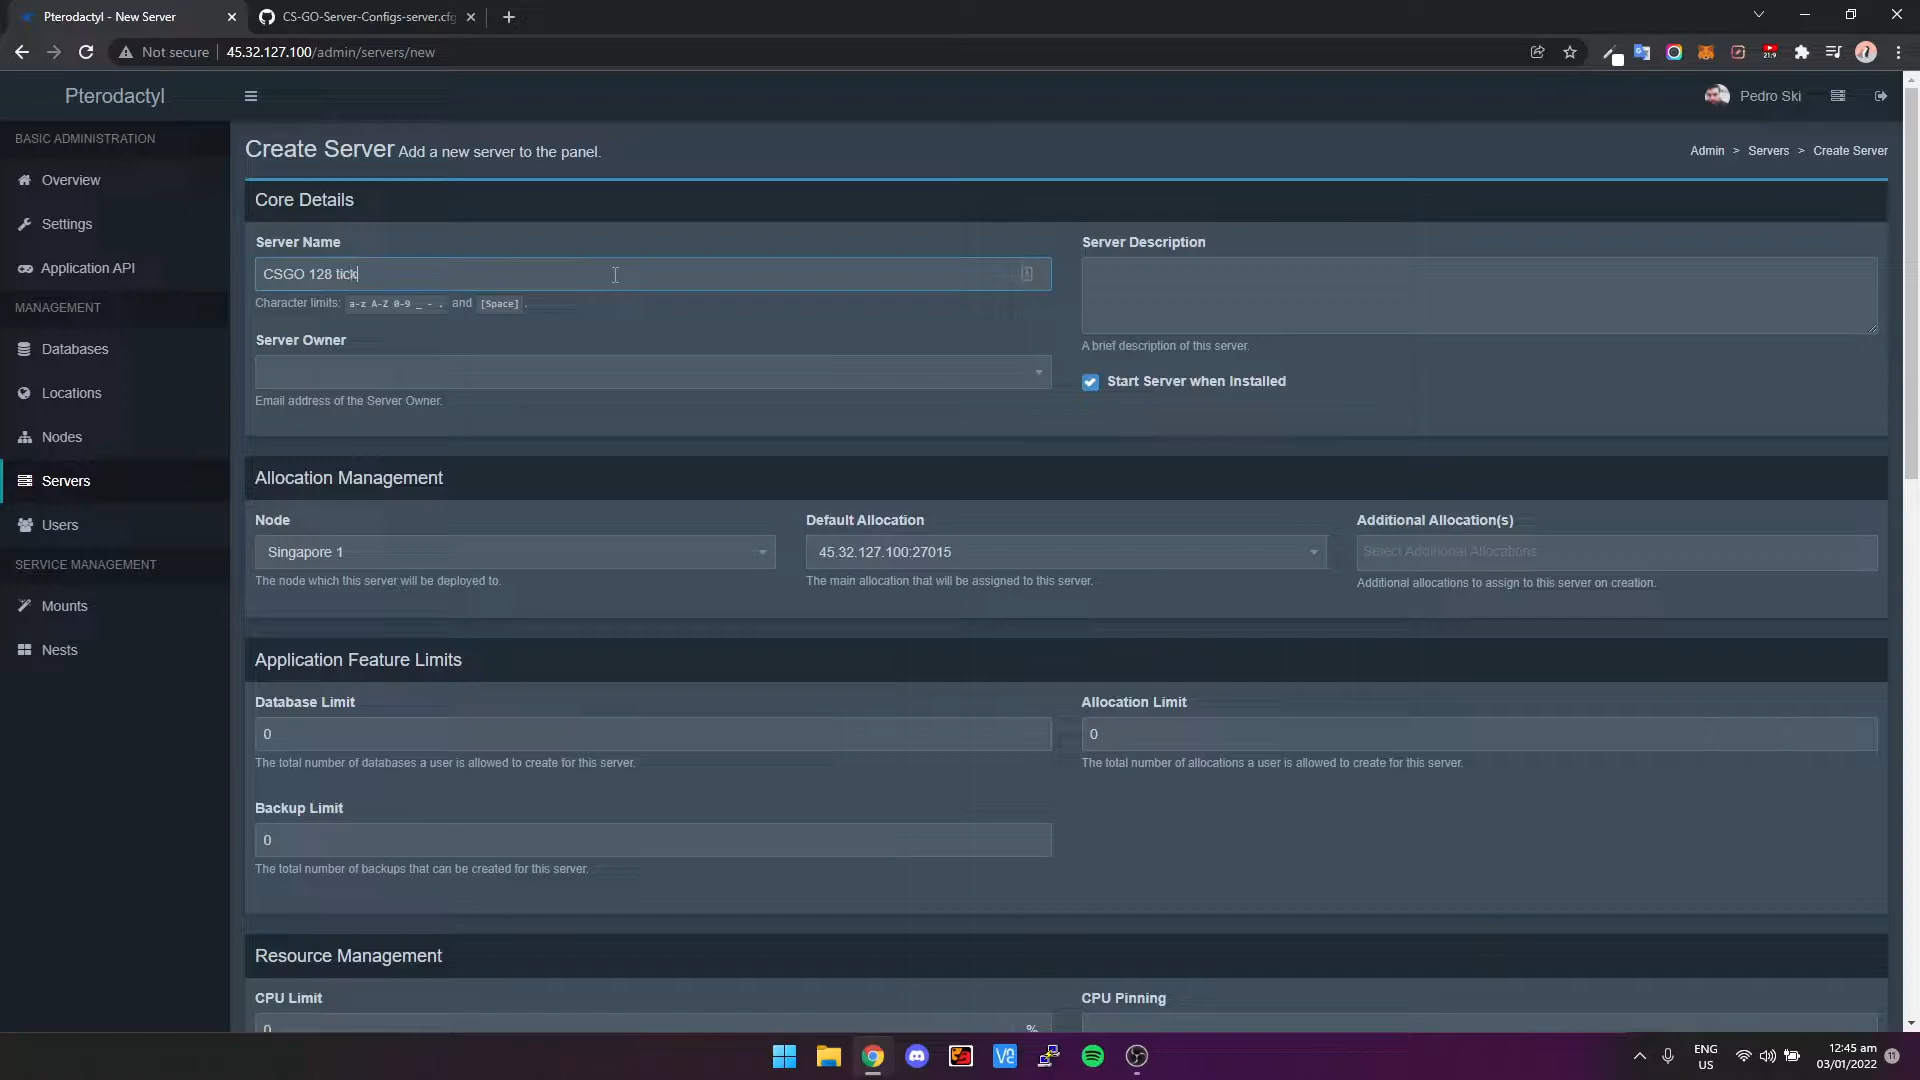 Pterodactyl - New Server
CS-GO-Server-Configs-server.cfg
Not secure
45.32.127.100/admin/servers/new
21:9
Pterodactyl
Pedro Ski
BASIC ADMINISTRATION
Overview
Settings
Application API
MANAGEMENT
Databases
Locations
Nodes
Servers
Users
SERVICE MANAGEMENT
Mounts
Nests
Create Server Add a new server to the panel.
Admin > Servers > Create Server
Core Details
Server Name
CSGO 128 tick
Character limits: a-z A-Z 0-9 _ - . and [Space] .
Server Owner
Email address of the Server Owner.
Server Description
A brief description of this server.
Start Server when Installed
Allocation Management
Node
Singapore 1
The node which this server will be deployed to.
Default Allocation
45.32.127.100:27015
The main allocation that will be assigned to this server.
Additional Allocation(s)
Select Additional Allocations
Additional allocations to assign to this server on creation.
Application Feature Limits
Database Limit
0
The total number of databases a user is allowed to create for this server.
Allocation Limit
0
The total number of allocations a user is allowed to create for this server.
Backup Limit
0
The total number of backups that can be created for this server.
Resource Management
CPU Limit
0
%
CPU Pinning
ENG
US
12:45 am
03/01/2022
11